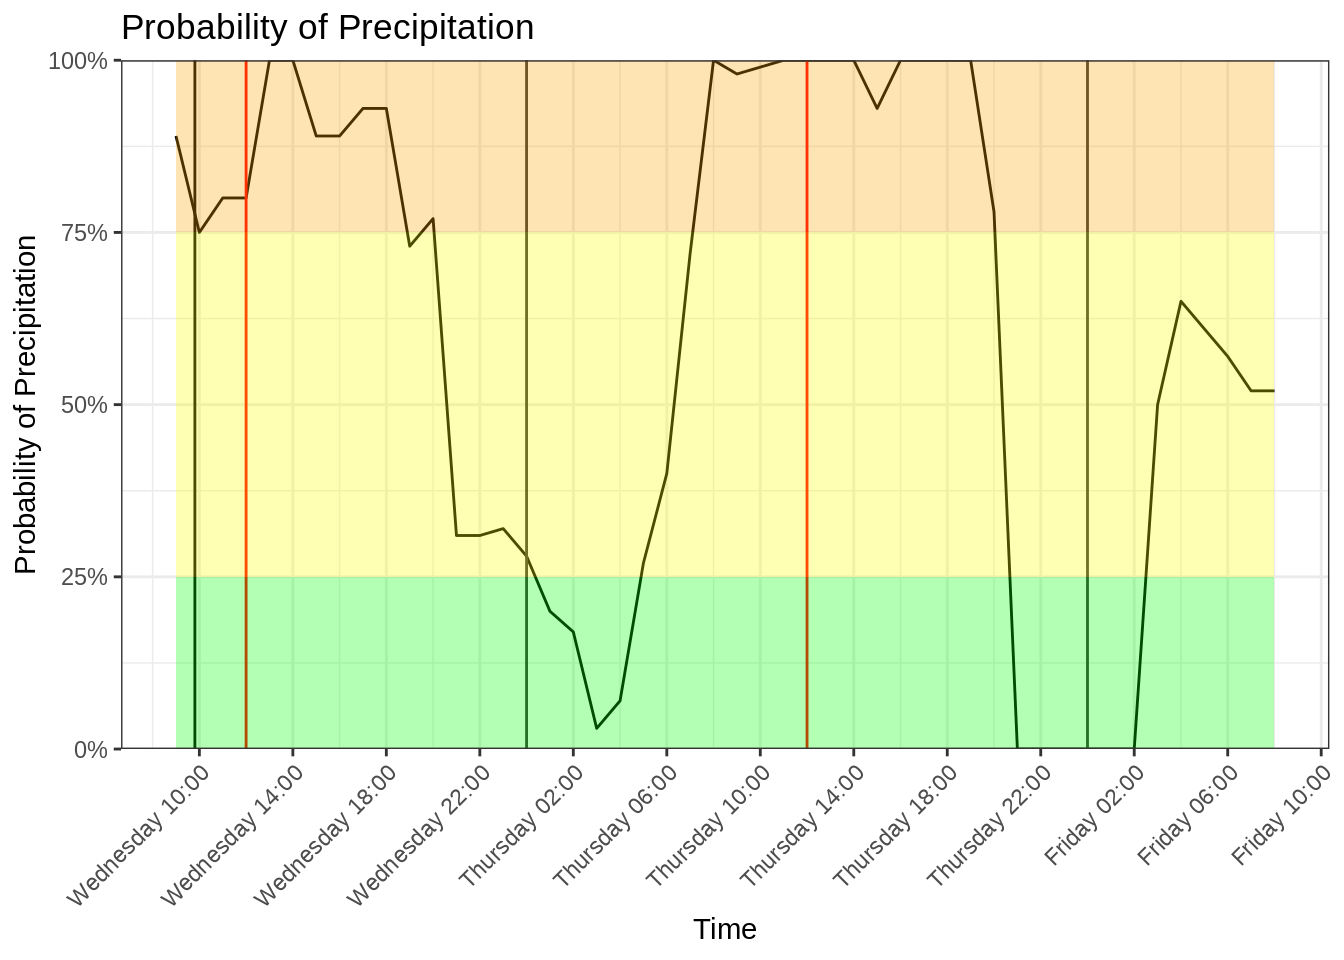 Probability of Precipitation
Probability of Precipitation
100%
75%
50%
25%
0%
Wednesday 10:00
Wednesday 14:00
Wednesday 18:00
Wednesday 22:00
Thursday 02:00
Thursday 06:00
Thursday 10:00
Thursday 14:00
Thursday 18:00
Thursday 22:00
Friday 02:00
Friday 06:00
Friday 10:00
Time